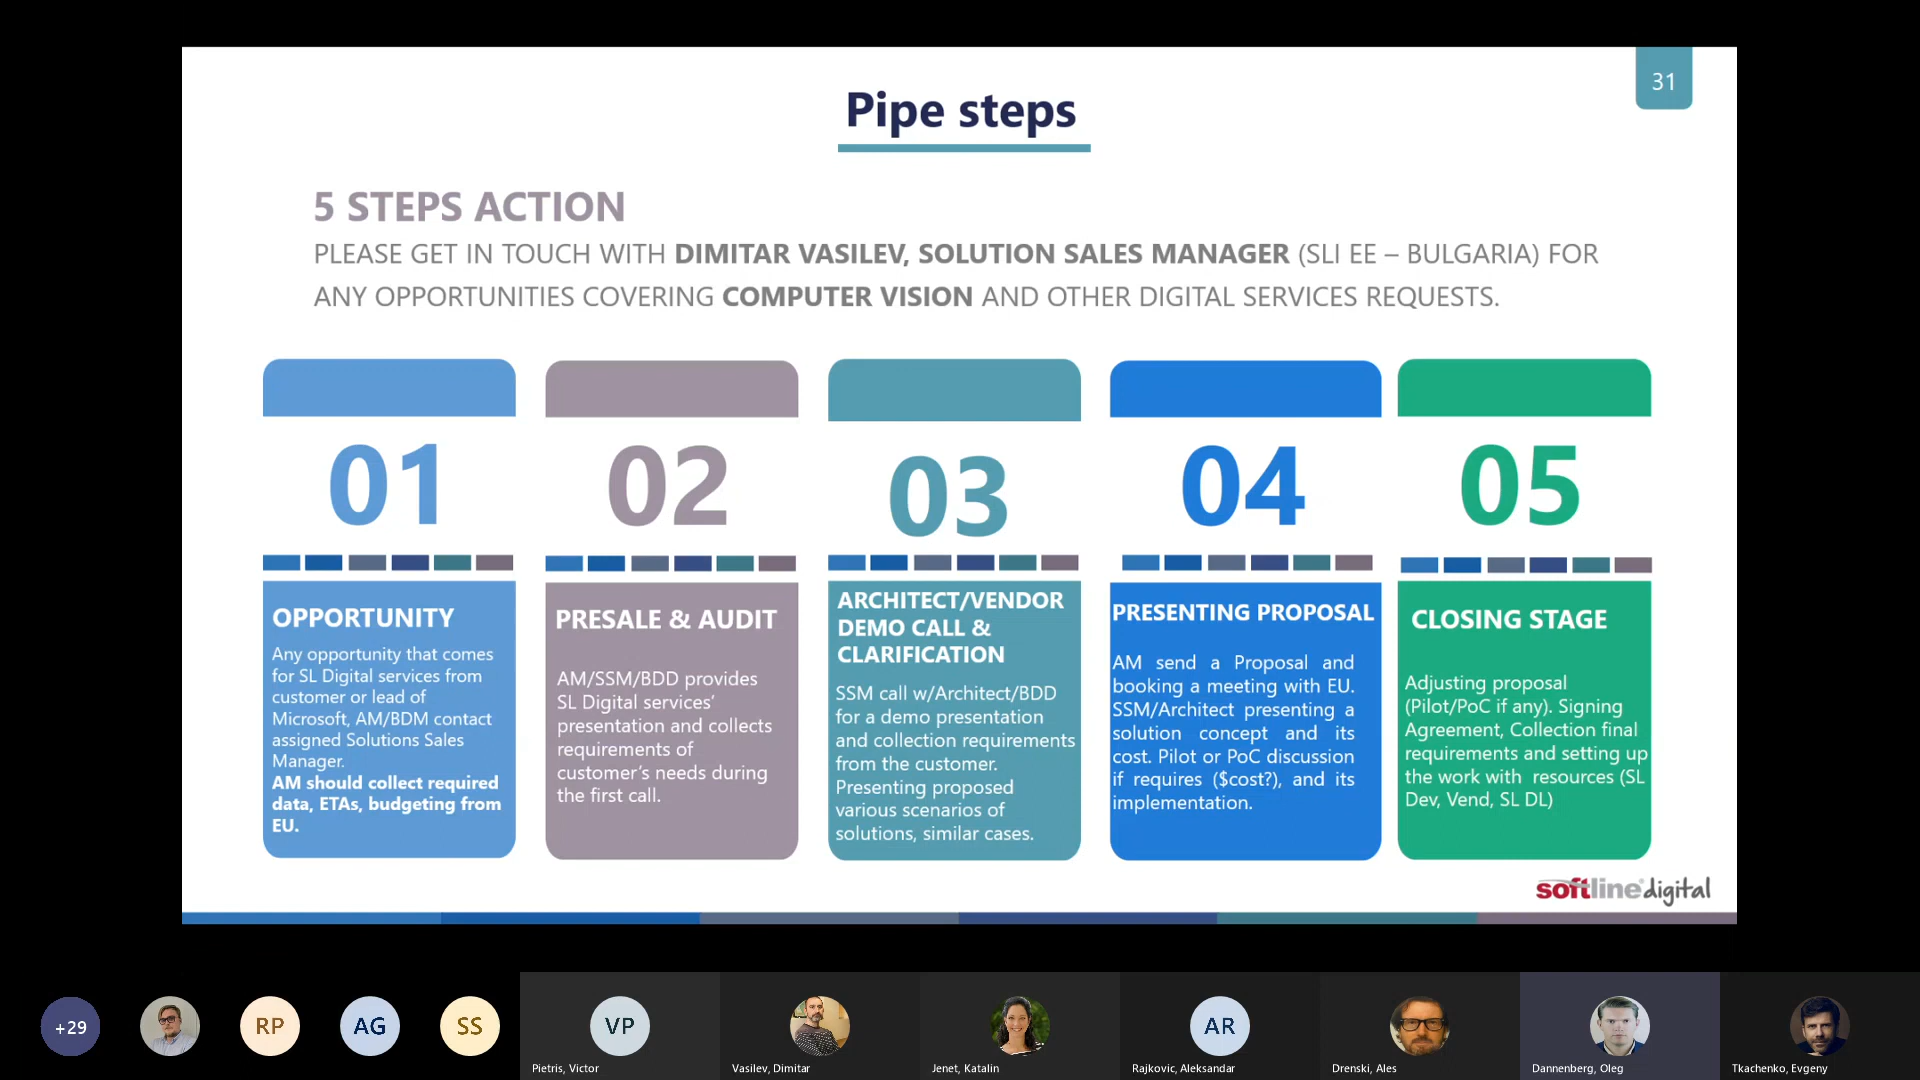 31
Pipe steps
5 STEPS ACTION
PLEASE GET IN TOUCH WITH DIMITAR VASILEV, SOLUTION SALES MANAGER (SLI EE – BULGARIA) FOR
ANY OPPORTUNITIES COVERING COMPUTER VISION AND OTHER DIGITAL SERVICES REQUESTS.
01
OPPORTUNITY
Any opportunity that comes
for SL Digital services from
customer or lead of
Microsoft, AM/BDM contact
assigned Solutions Sales
Manager.
AM should collect required
data, ETAs, budgeting from
EU.
02
PRESALE & AUDIT
AM/SSM/BDD provides
SL Digital services’
presentation and collects
requirements of
customer’s needs during
the first call.
03
ARCHITECT/VENDOR
DEMO CALL &
CLARIFICATION
SSM call w/Architect/BDD
for a demo presentation
and collection requirements
from the customer.
Presenting proposed
various scenarios of
solutions, similar cases.
04
PRESENTING PROPOSAL
AM send a Proposal and
booking a meeting with EU.
SSM/Architect presenting a
solution concept and its
cost. Pilot or PoC discussion
if requires ($cost?), and its
implementation.
05
CLOSING STAGE
Adjusting proposal
(Pilot/PoC if any). Signing
Agreement, Collection final
requirements and setting up
the work with resources (SL
Dev, Vend, SL DL)
softline® digital
+29
RP
AG
SS
VP
Pietris, Victor
Vasilev, Dimitar
Jenet, Katalin
AR
Rajkovic, Aleksandar
Drenski, Ales
Dannenberg, Oleg
Tkachenko, Evgeny